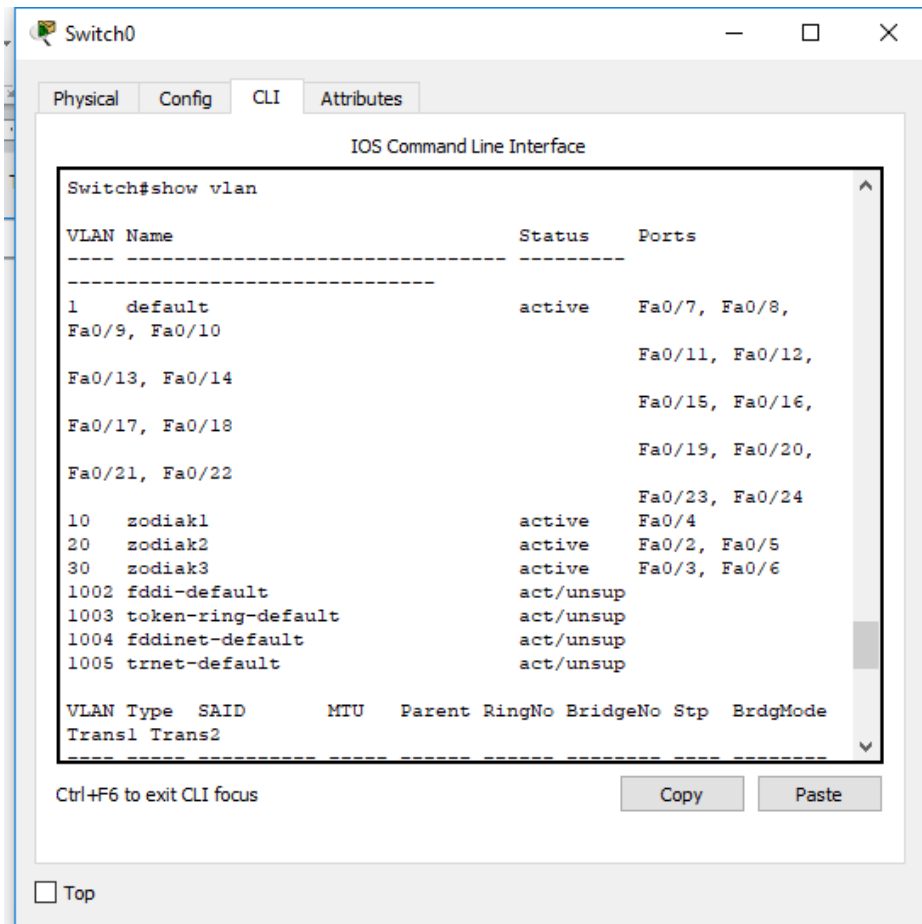 Switch0
Physical Config CLI Attributes
IOS Command Line Interface
Switch#show vlan
VLAN Name Status Ports
---- -------------------------------- ---------
-------------------------------
1 default active Fa0/7, Fa0/8,
Fa0/9, Fa0/10
Fa0/11, Fa0/12,
Fa0/13, Fa0/14
Fa0/15, Fa0/16,
Fa0/17, Fa0/18
Fa0/19, Fa0/20,
Fa0/21, Fa0/22
Fa0/23, Fa0/24
10 zodiak1 active Fa0/4
20 zodiak2 active Fa0/2, Fa0/5
30 zodiak3 active Fa0/3, Fa0/6
1002 fddi-default act/unsup
1003 token-ring-default act/unsup
1004 fddinet-default act/unsup
1005 trnet-default act/unsup
VLAN Type SAID MTU Parent RingNo BridgeNo Stp BrdgMode
Trans1 Trans2
---- ----- ---------- ----- ------ ------ -------- ---- --------
Ctrl+F6 to exit CLI focus Copy Paste
Top